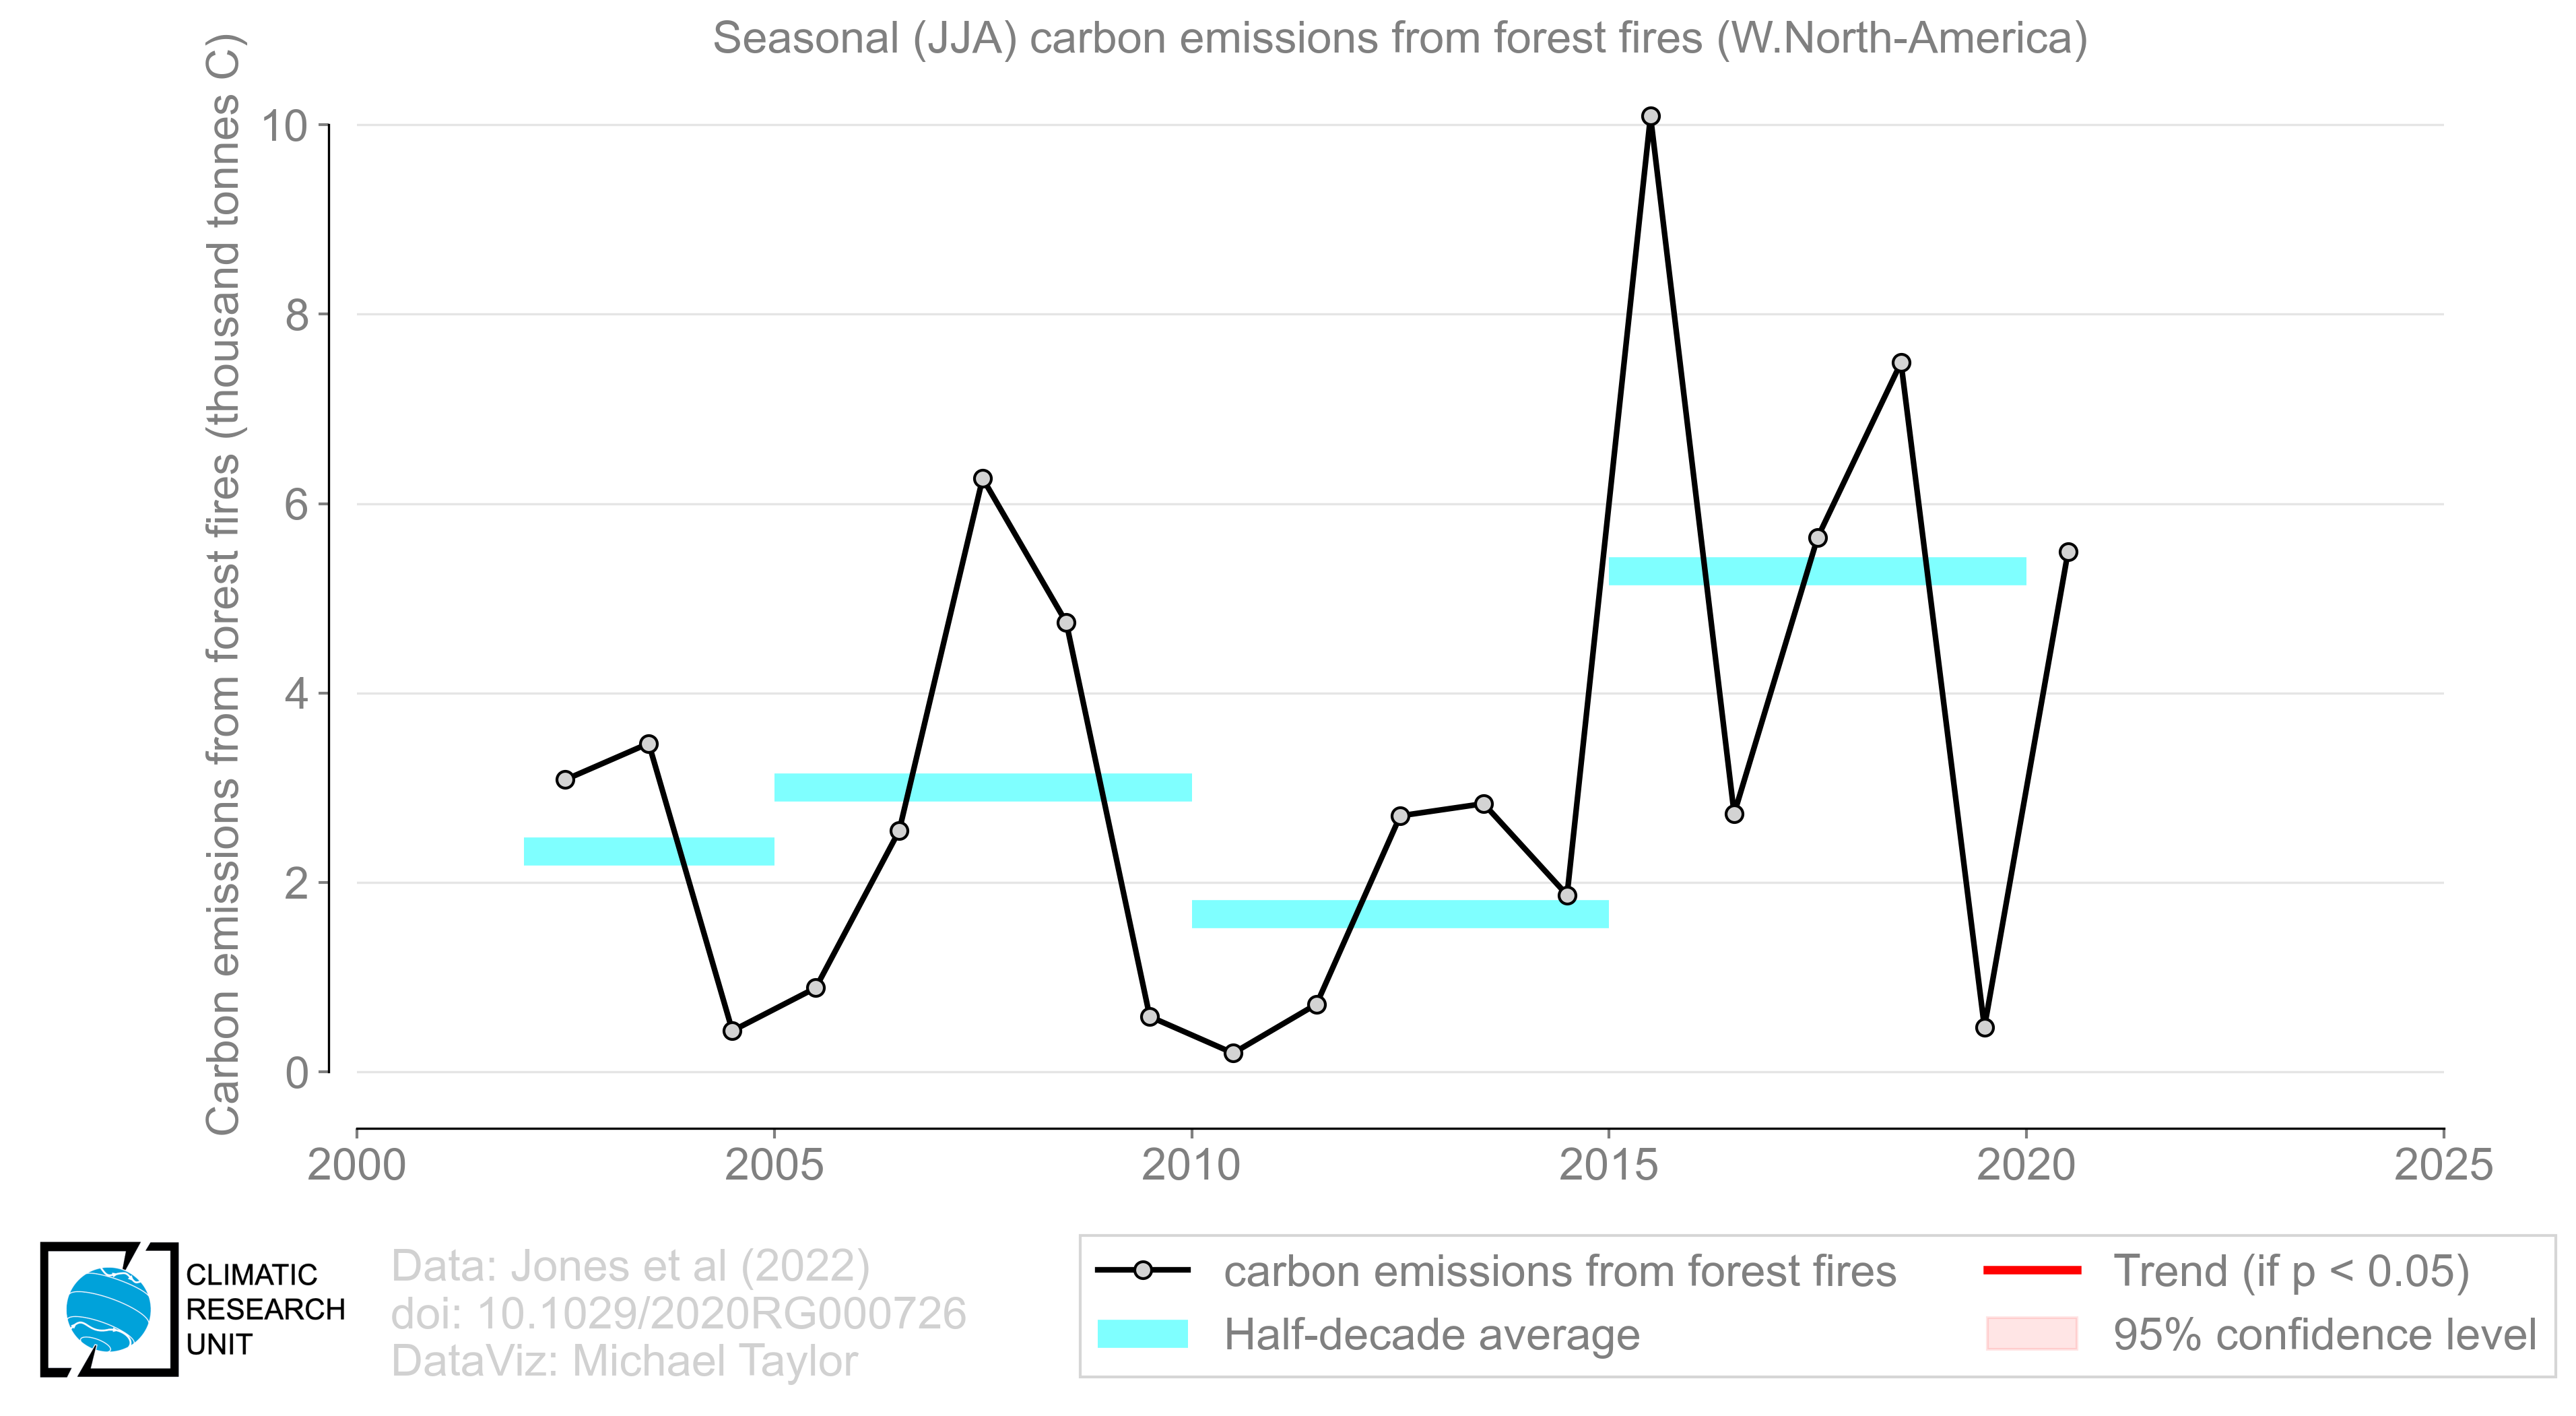 Seasonal (JJA) carbon emissions from forest fires (W.North-America)
Carbon emissions from forest fires (thousand tonnes C)
10
8
6
4
2
0
2000
2005
2010
2015
2020
2025
CLIMATIC
RESEARCH
UNIT
Data: Jones et al (2022)
doi: 10.1029/2020RG000726
DataViz: Michael Taylor
carbon emissions from forest fires
Half-decade average
Trend (if p < 0.05)
95% confidence level